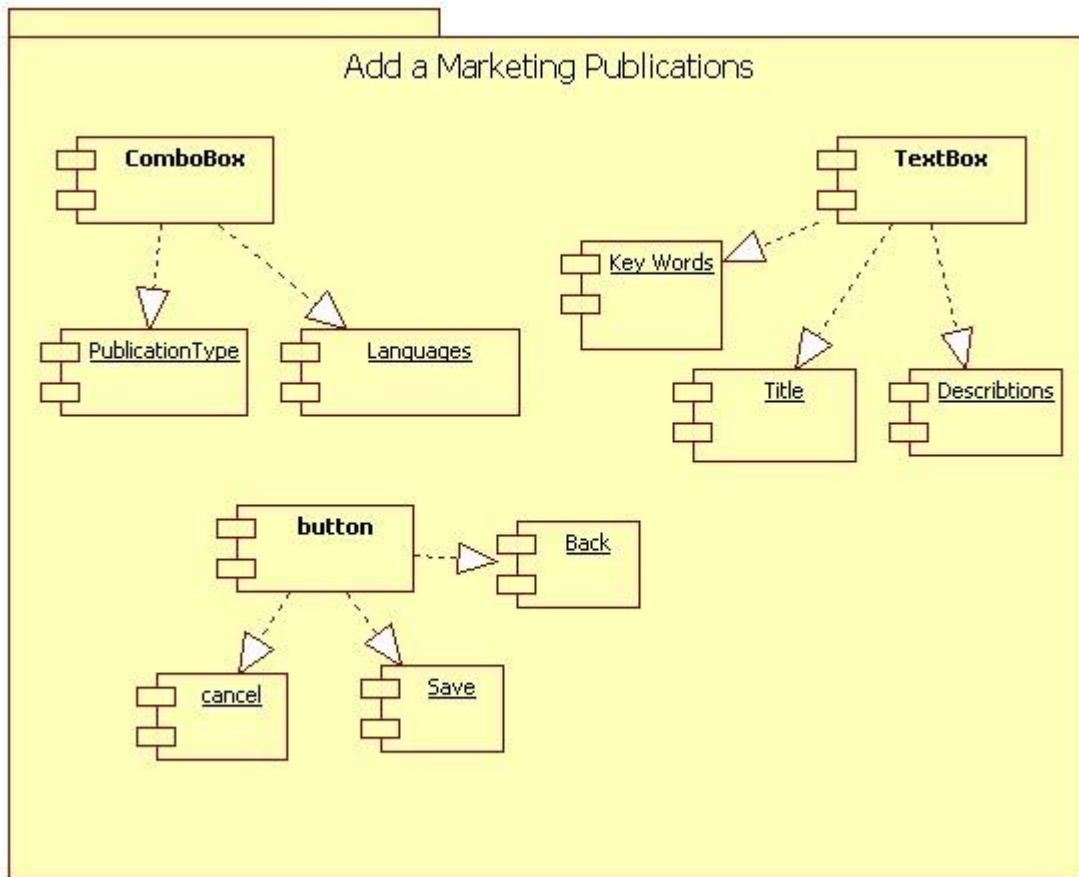 Add a Marketing Publications
ComboBox
TextBox
Key Words
PublicationType
Languages
Title
Describtions
button
Back
cancel
Save